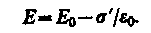 E = E₀ − σ′/ε₀.